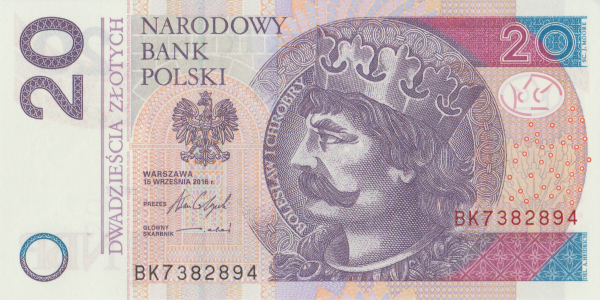 20
DWADZIEŚCIA ZŁOTYCH
NARODOWY
BANK
POLSKI
WARSZAWA
15 WRZEŚNIA 2016 r.
PREZES
GŁÓWNY
SKARBNIK
BK7382894
BOLESŁAW I CHROBRY
20
BK7382894